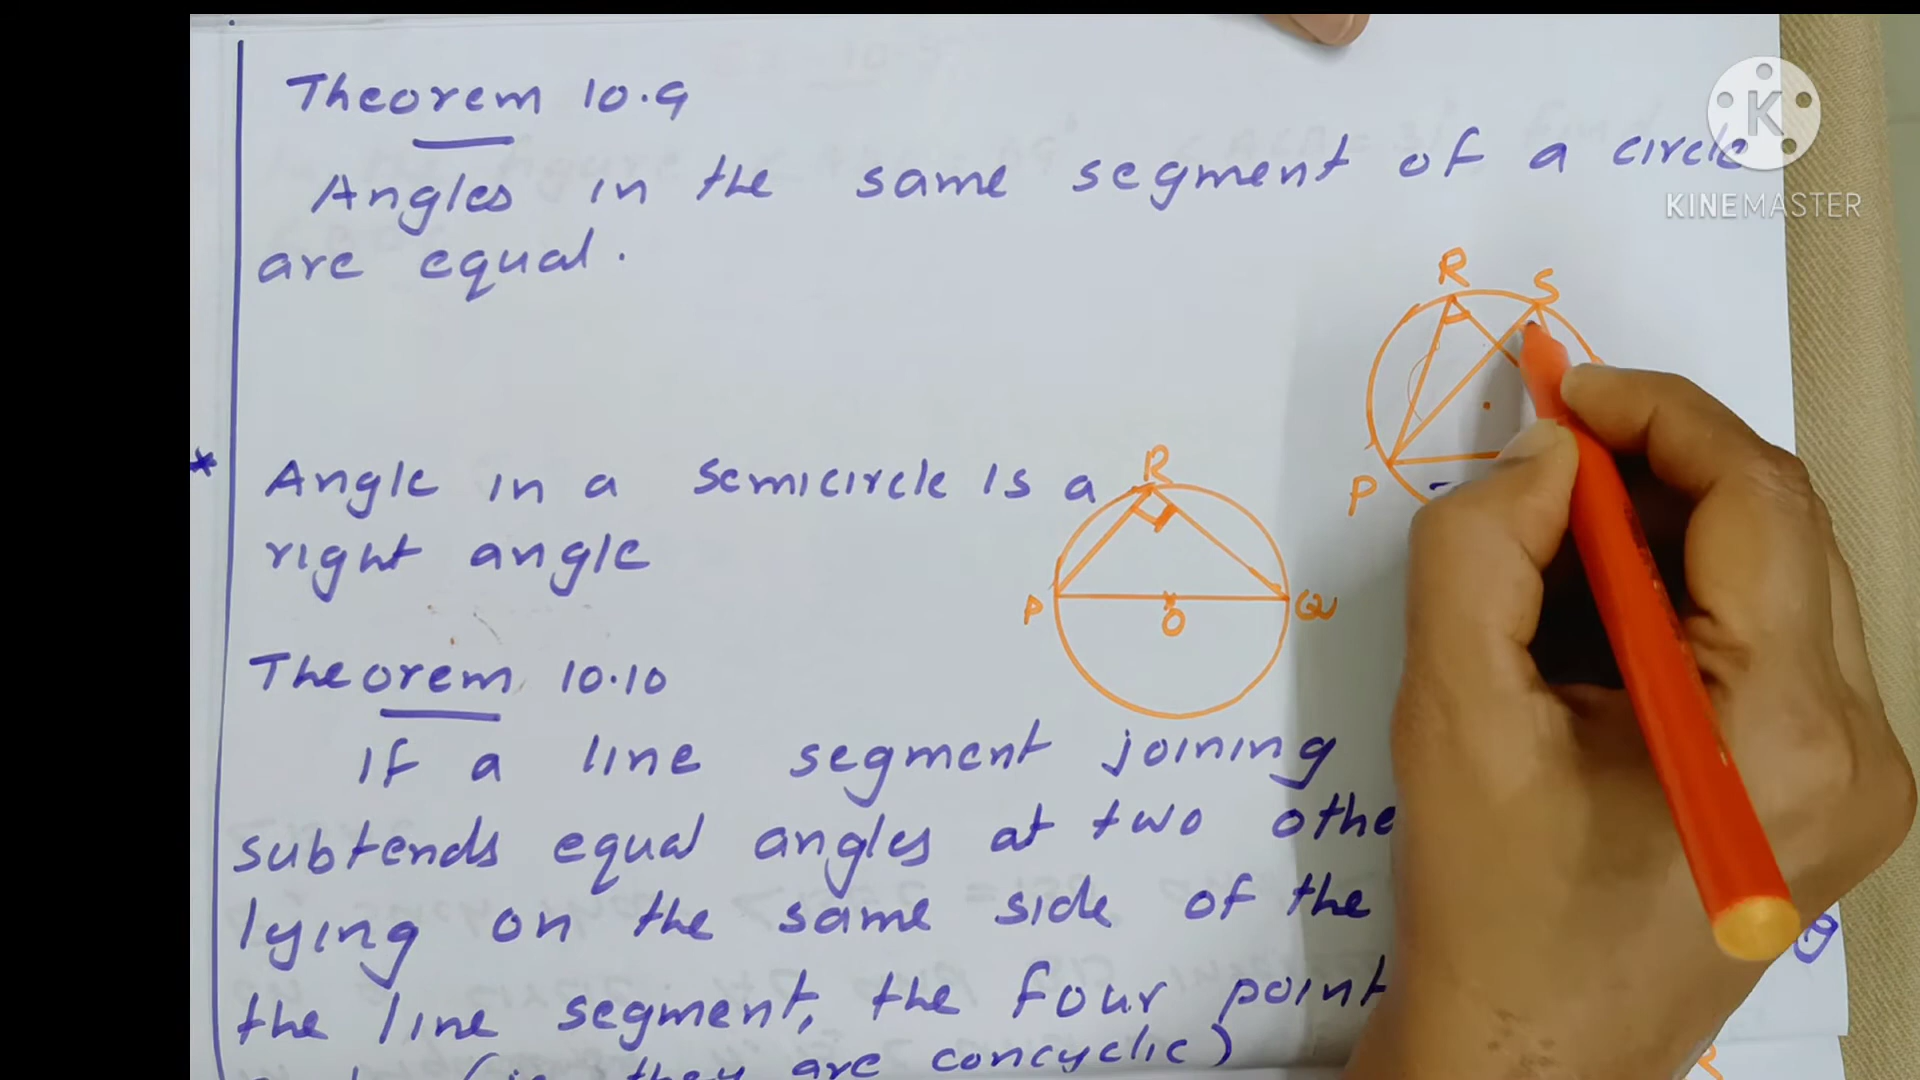 Theorem 10.9
Angles in the same segment of a circle
are equal.
K
KINEMASTER
R S
P
* Angle in a semicircle is a
right angle
R
P O Q
Theorem 10.10
If a line segment joining
subtends equal angles at two othe
lying on the same side of the
the line segment, the four point
they are concyclic)